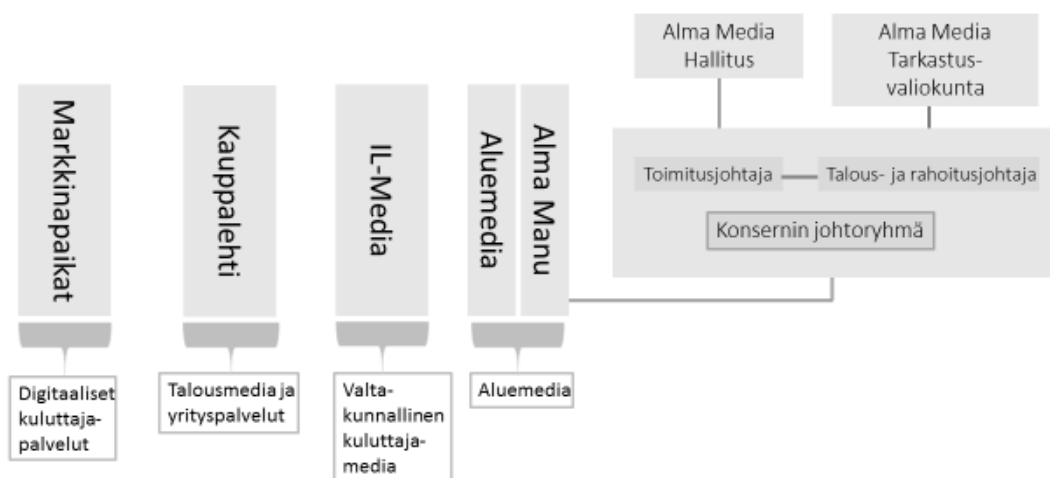 Alma Media
Hallitus
Alma Media
Tarkastus-
valiokunta
Toimitusjohtaja
Talous- ja rahoitusjohtaja
Konsernin johtoryhmä
Markkinapaikat
Kauppalehti
IL-Media
Aluemedia
Alma Manu
Digitaaliset
kuluttaja-
palvelut
Talousmedia ja
yrityspalvelut
Valta-
kunnallinen
kuluttaja-
media
Aluemedia